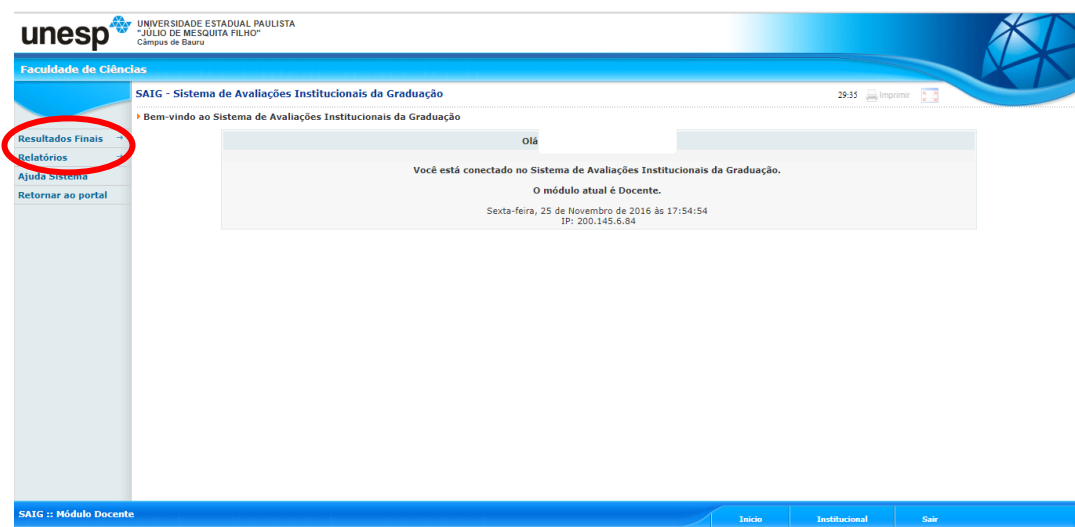 unesp
UNIVERSIDADE ESTADUAL PAULISTA
"JÚLIO DE MESQUITA FILHO"
Câmpus de Bauru
Faculdade de Ciências
SAIG - Sistema de Avaliações Institucionais da Graduação
29:35 Imprimir
Bem-vindo ao Sistema de Avaliações Institucionais da Graduação
Resultados Finais →
Relatórios →
Ajuda Sistema
Retornar ao portal
Olá
Você está conectado no Sistema de Avaliações Institucionais da Graduação.
O módulo atual é Docente.
Sexta-feira, 25 de Novembro de 2016 às 17:54:54
IP: 200.145.6.84
SAIG :: Módulo Docente
Início Institucional Sair